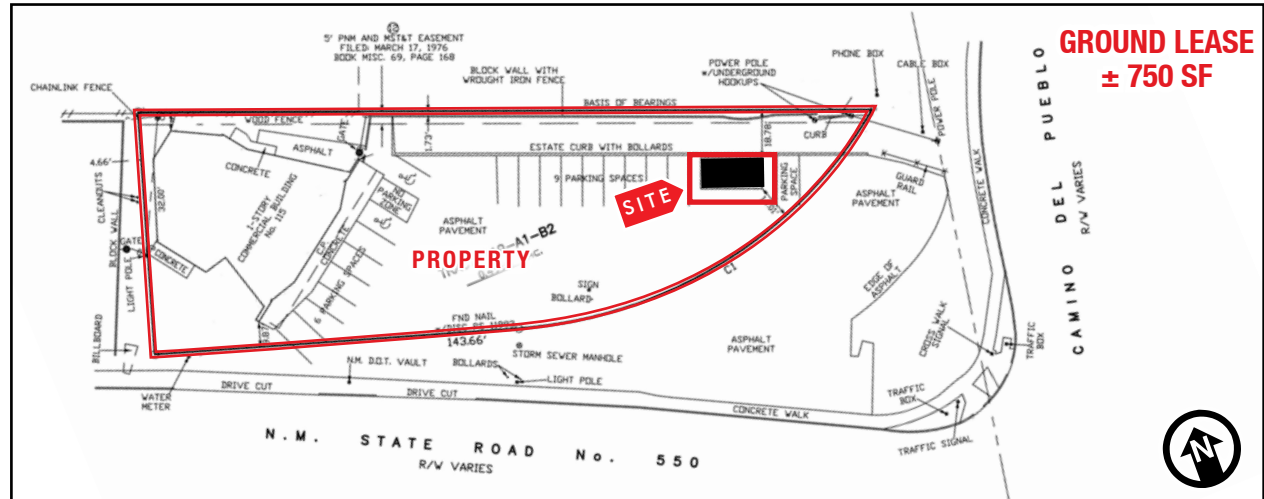 GROUND LEASE
± 750 SF
5' PNM AND MST&T EASEMENT
FILED: MARCH 17, 1976
BOOK MISC. 69, PAGE 168
CHAINLINK FENCE
BLOCK WALL WITH
WROUGHT IRON FENCE
POWER POLE
W/UNDERGROUND
HOOKUPS
PHONE BOX
CABLE BOX
POWER POLE
BASIS OF BEARINGS
WOOD FENCE
GATE
1.73'
18.78'
CURB
ASPHALT
CONCRETE
ESTATE CURB WITH BOLLARDS
4.66'
32.00'
CLEANOUTS
BLOCK WALL
9 PARKING SPACES
PARKING
SPACE
GUARD
RAIL
ASPHALT
PAVEMENT
CONCRETE WALK
CAMINO DEL PUEBLO
R/W VARIES
NO
PARKING
ZONE
SITE
1-STORY
COMMERCIAL BUILDING
No. 115
CONCRETE
ASPHALT
PAVEMENT
-A1-B2
PROPERTY
GATE
CONCRETE
LIGHT POLE
6 PARKING SPACES
SIGN
BOLLARD
C1
EDGE OF
ASPHALT
BILLBOARD
9.87'
FND NAIL
143.66'
STORM SEWER MANHOLE
ASPHALT
PAVEMENT
CROSS WALK
SIGNAL
TRAFFIC
BOX
N.M. D.O.T. VAULT
BOLLARDS
LIGHT POLE
WATER
METER
DRIVE CUT
DRIVE CUT
CONCRETE WALK
TRAFFIC
BOX
TRAFFIC SIGNAL
N.M. STATE ROAD No. 550
R/W VARIES
N